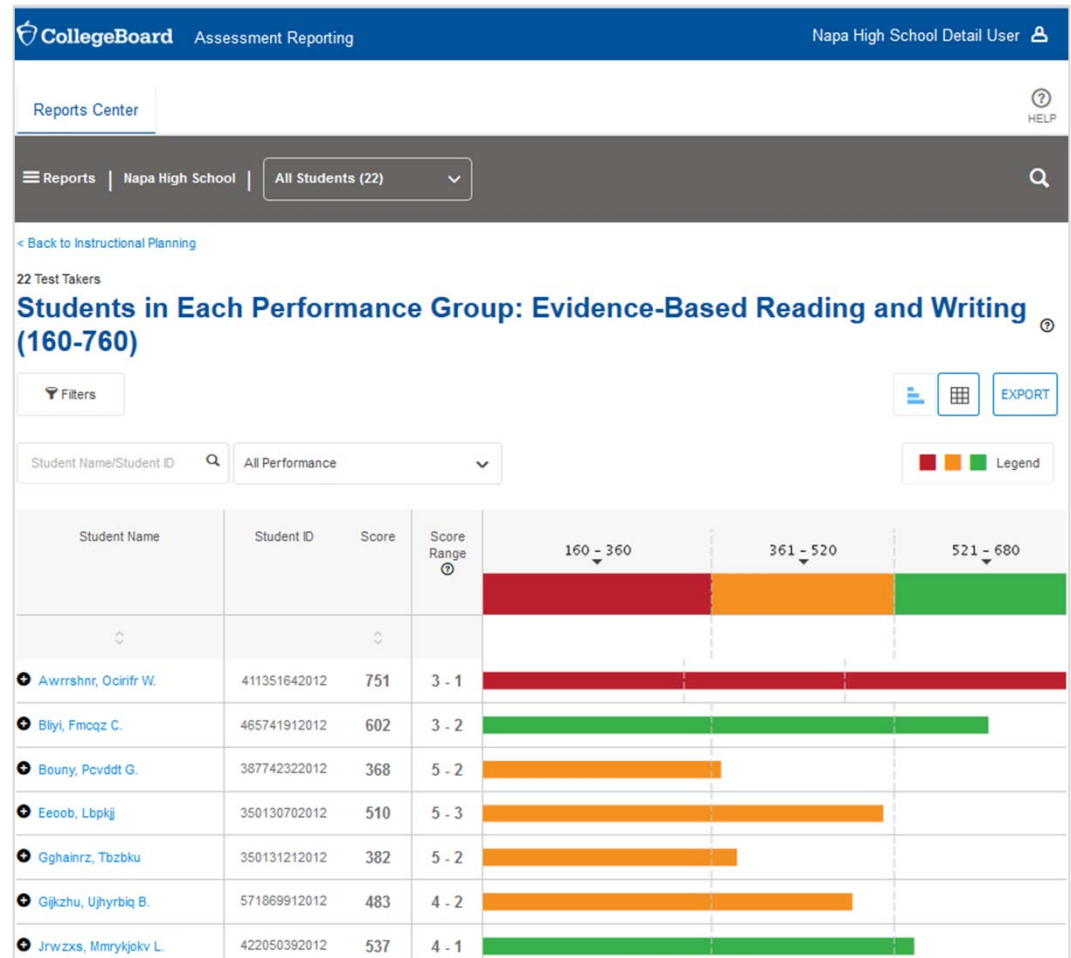 CollegeBoard Assessment Reporting Napa High School Detail User
Reports Center
HELP
Reports | Napa High School | All Students (22)
< Back to Instructional Planning
22 Test Takers
Students in Each Performance Group: Evidence-Based Reading and Writing
(160-760)
Filters EXPORT
Student Name/Student ID All Performance Legend
Student Name Student ID Score Score Range 160 - 360 361 - 520 521 - 680
Awrrshnr, Ocirifr W. 411351642012 751 3 - 1
Bliyi, Fmcqz C. 465741912012 602 3 - 2
Bouny, Pcvddt G. 387742322012 368 5 - 2
Eeoob, Lbpkjj 350130702012 510 5 - 3
Gghainrz, Tbzbku 350131212012 382 5 - 2
Gijkzhu, Ujhyrbiq B. 571869912012 483 4 - 2
Jrwzxs, Mmrykjokv L. 422050392012 537 4 - 1